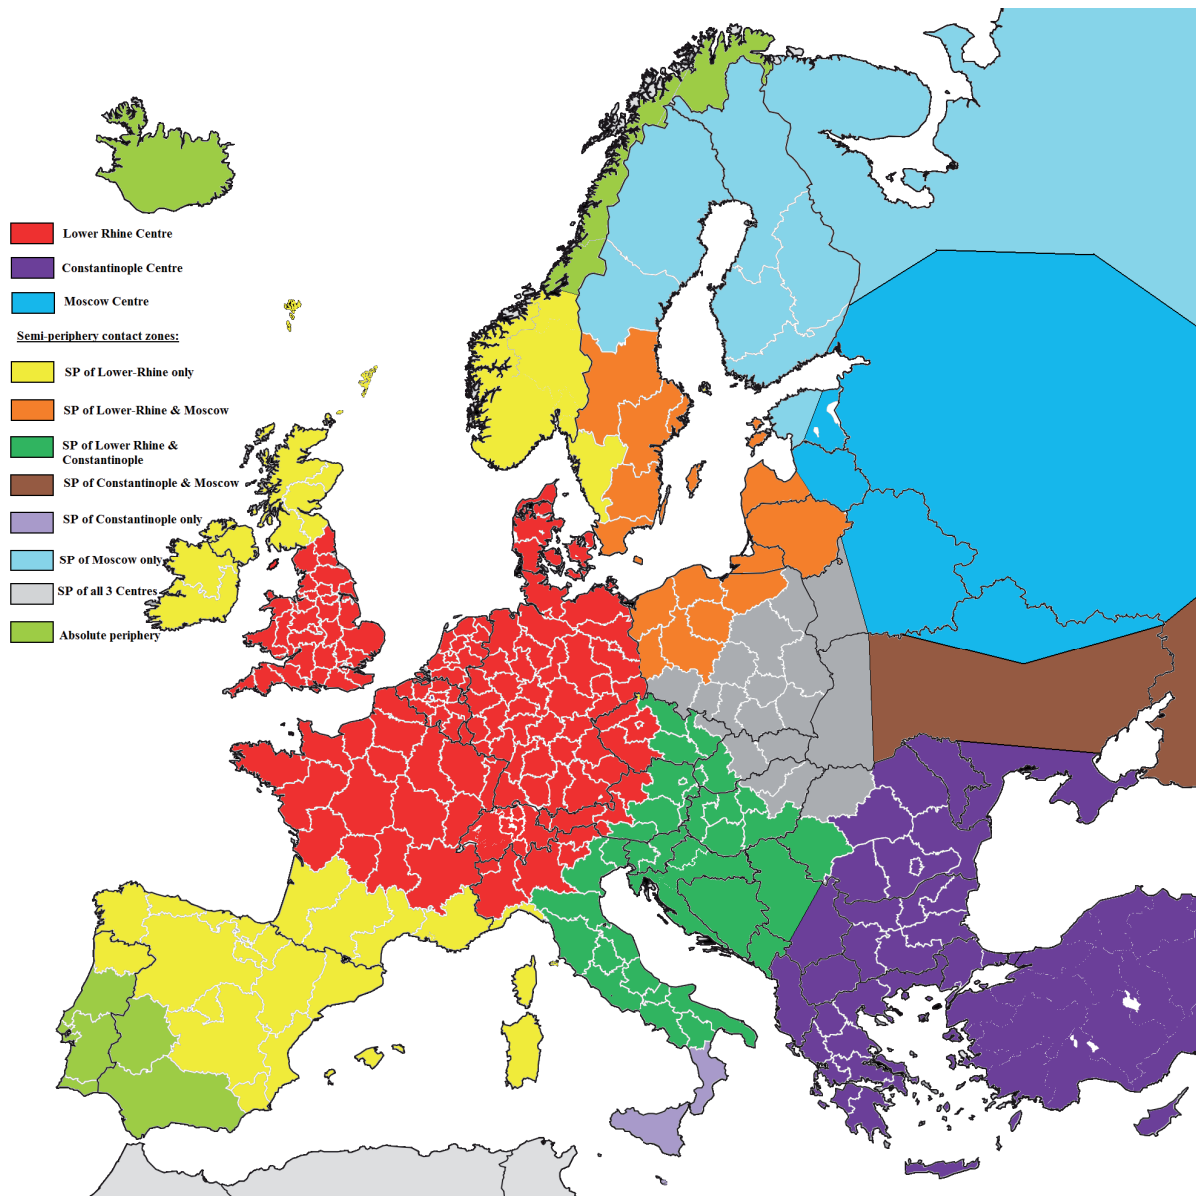 Lower Rhine Centre
Constantinople Centre
Moscow Centre
Semi-periphery contact zones:
SP of Lower-Rhine only
SP of Lower-Rhine & Moscow
SP of Lower Rhine &
Constantinople
SP of Constantinople & Moscow
SP of Constantinople only
SP of Moscow only
SP of all 3 Centres
Absolute periphery